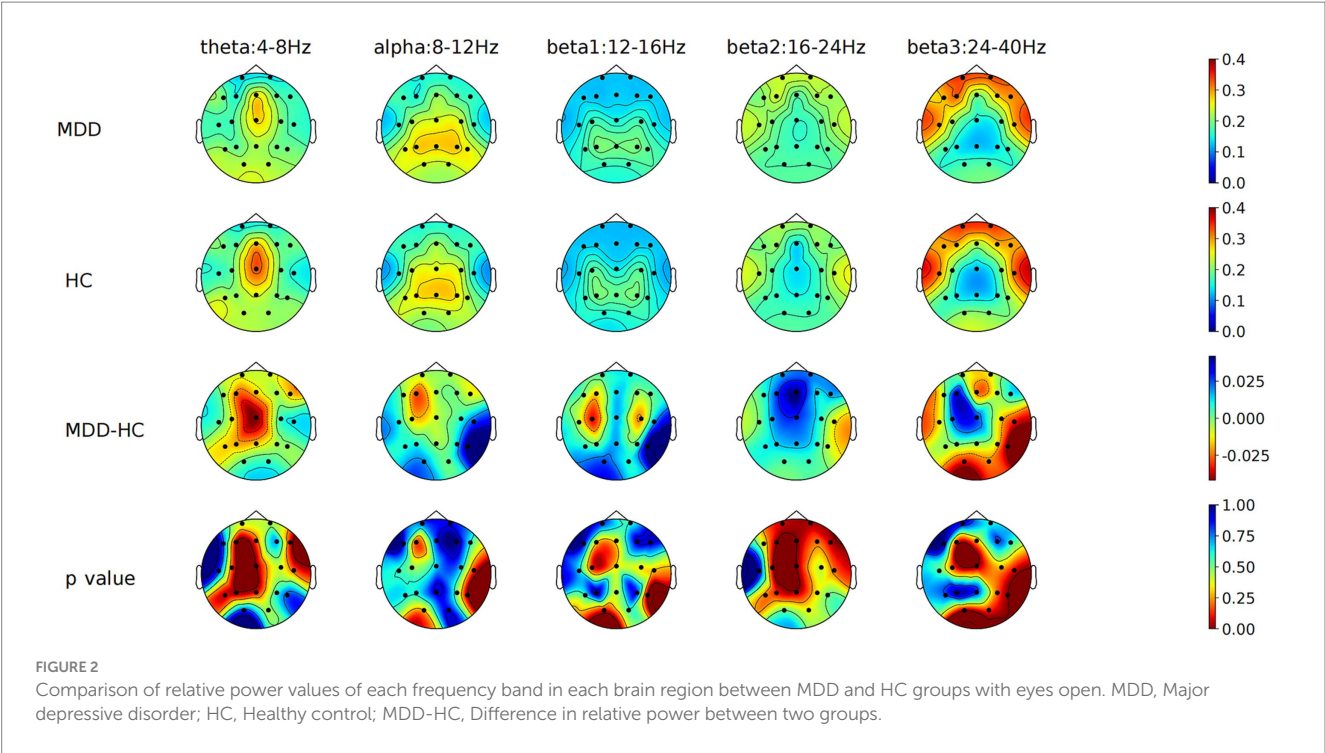 theta:4-8Hz alpha:8-12Hz beta1:12-16Hz beta2:16-24Hz beta3:24-40Hz
MDD
0.4
0.3
0.2
0.1
0.0
HC
0.4
0.3
0.2
0.1
0.0
MDD-HC
0.025
0.000
-0.025
p value
1.00
0.75
0.50
0.25
0.00
FIGURE 2
Comparison of relative power values of each frequency band in each brain region between MDD and HC groups with eyes open. MDD, Major
depressive disorder; HC, Healthy control; MDD-HC, Difference in relative power between two groups.